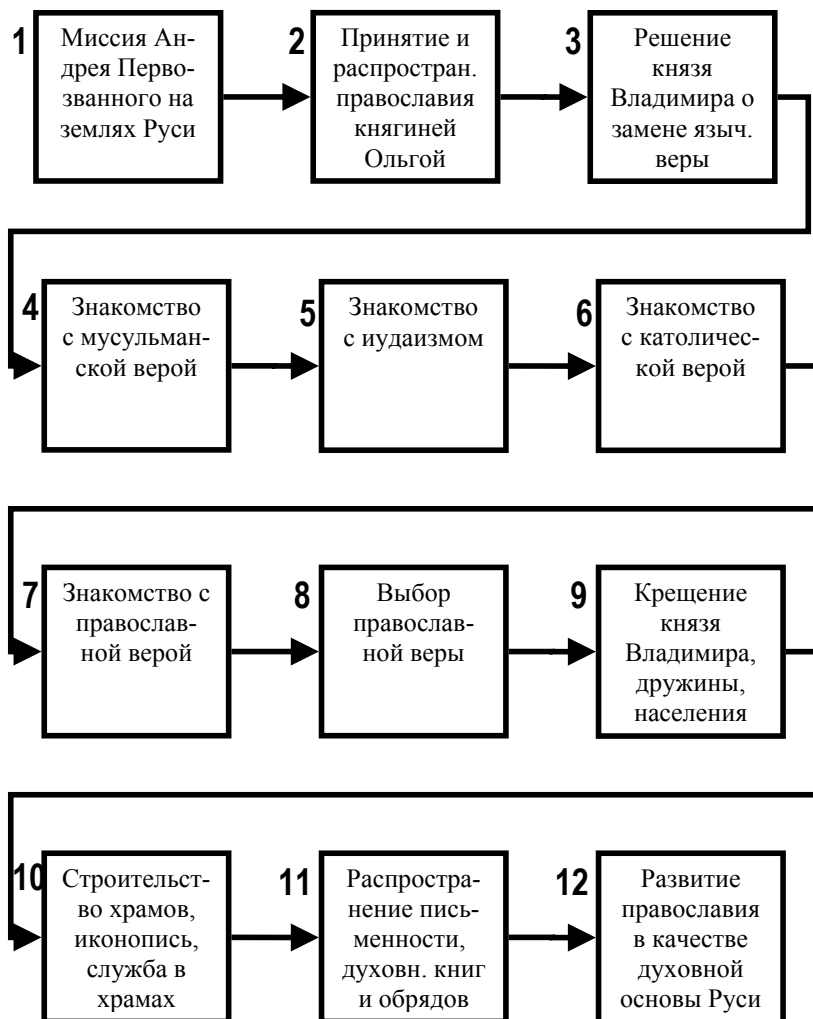 1
Миссия Ан-
дрея Перво-
званного на
землях Руси
2
Принятие и
распростран.
православия
княгиней
Ольгой
3
Решение
князя
Владимира о
замене языч.
веры
4
Знакомство
с мусульман-
ской верой
5
Знакомство
с иудаизмом
6
Знакомство
с католичес-
кой верой
7
Знакомство с
православ-
ной верой
8
Выбор
православ-
ной веры
9
Крещение
князя
Владимира,
дружины,
населения
10
Строительст-
во храмов,
иконопись,
служба в
храмах
11
Распростра-
нение пись-
менности,
духовн. книг
и обрядов
12
Развитие
православия
в качестве
духовной
основы Руси